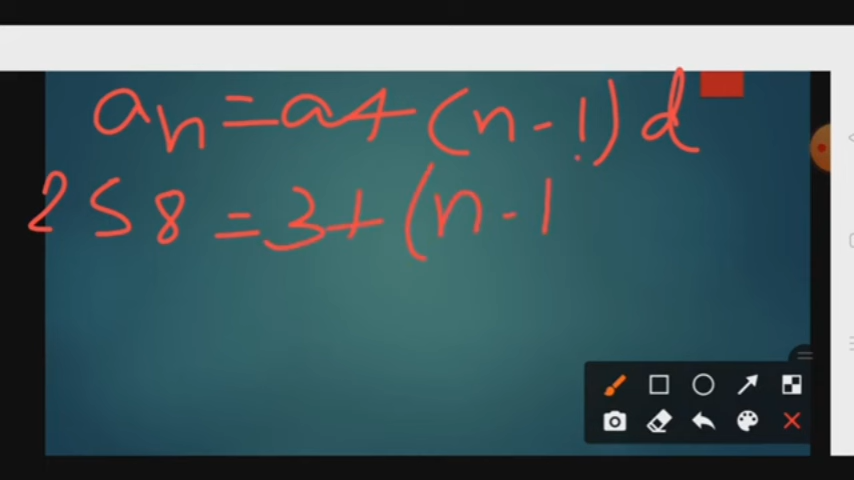 an = a + (n - 1) d
258 = 3 + (n - 1